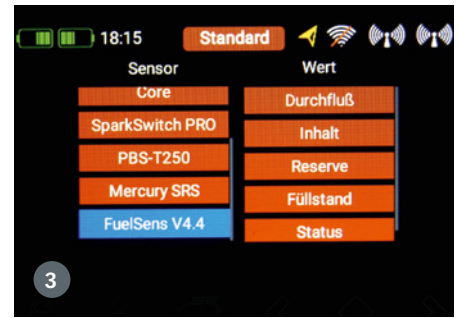 18:15 Standard
Sensor Wert
Core Durchfluß
SparkSwitch PRO Inhalt
PBS-T250 Reserve
Mercury SRS Füllstand
FuelSens V4.4 Status
3